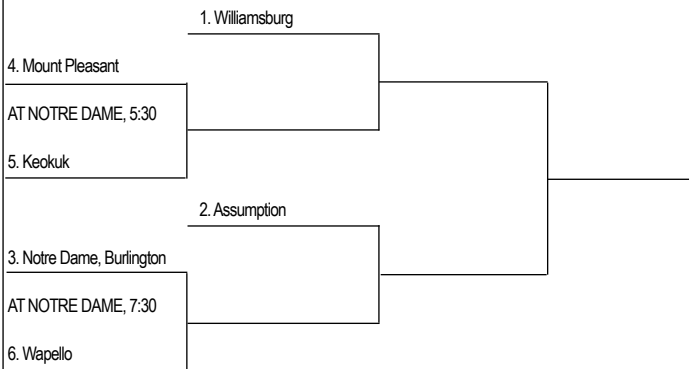 1. Williamsburg
4. Mount Pleasant
AT NOTRE DAME, 5:30
5. Keokuk
2. Assumption
3. Notre Dame, Burlington
AT NOTRE DAME, 7:30
6. Wapello